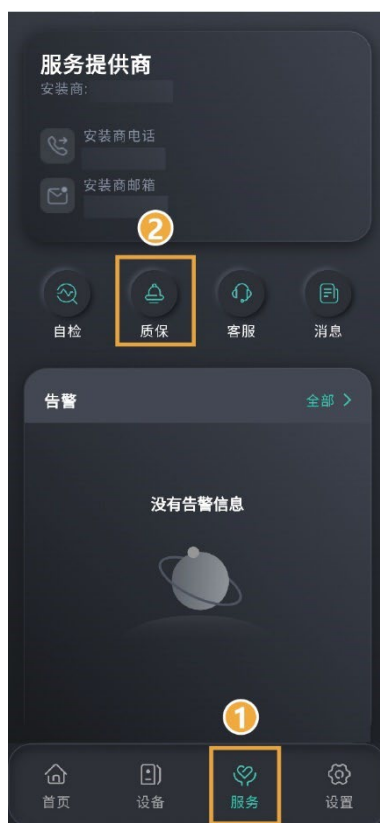 服务提供商
安装商:
安装商电话
安装商邮箱
2
自检 质保 客服 消息
告警 全部 >
没有告警信息
1
首页 设备 服务 设置